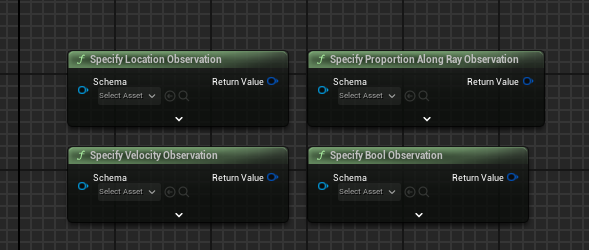 Specify Location Observation
Schema
Return Value
Select Asset
Specify Proportion Along Ray Observation
Schema
Return Value
Select Asset
Specify Velocity Observation
Schema
Return Value
Select Asset
Specify Bool Observation
Schema
Return Value
Select Asset